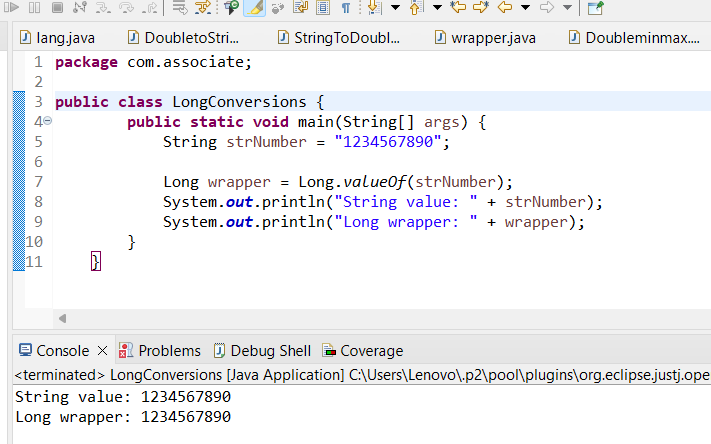 lang.java DoubletoStri... StringToDoubl... wrapper.java Doubleminmax....
1 package com.associate;
2
3 public class LongConversions {
4 public static void main(String[] args) {
5 String strNumber = "1234567890";
6
7 Long wrapper = Long.valueOf(strNumber);
8 System.out.println("String value: " + strNumber);
9 System.out.println("Long wrapper: " + wrapper);
10 }
11 }
Console Problems Debug Shell Coverage
<terminated> LongConversions [Java Application] C:\Users\Lenovo\.p2\pool\plugins\org.eclipse.justj.ope
String value: 1234567890
Long wrapper: 1234567890